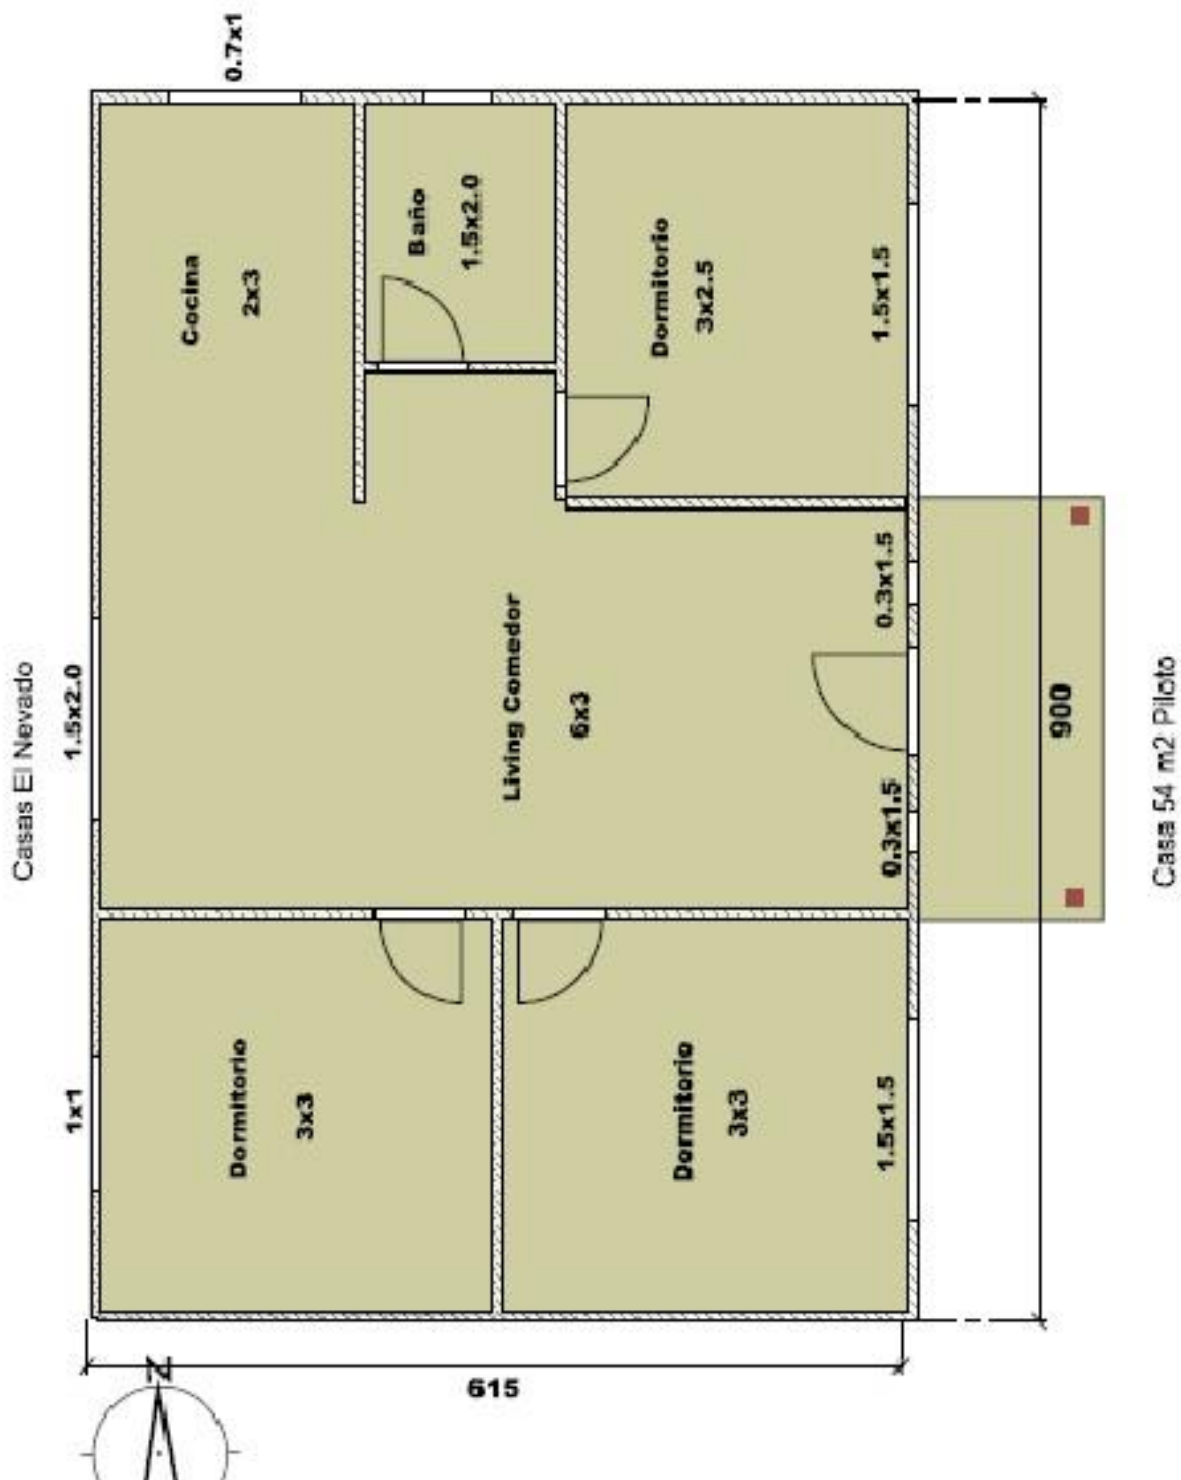 Casas El Nevado
0.7x1
1.5x2.0
1x1
Cocina
2x3
Baño
1.5x2.0
Dormitorio
3x2.5
1.5x1.5
Living Comedor
6x3
0.3x1.5
0.3x1.5
Dormitorio
3x3
Dormitorio
3x3
1.5x1.5
900
615
N
Casa 54 m2 Piloto